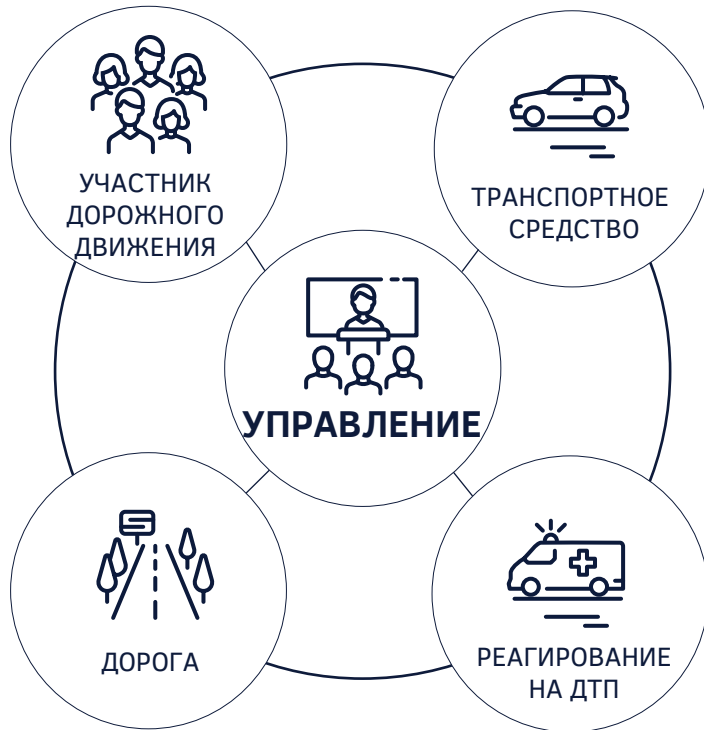 УЧАСТНИК
ДОРОЖНОГО
ДВИЖЕНИЯ
ТРАНСПОРТНОЕ
СРЕДСТВО
УПРАВЛЕНИЕ
ДОРОГА
РЕАГИРОВАНИЕ
НА ДТП